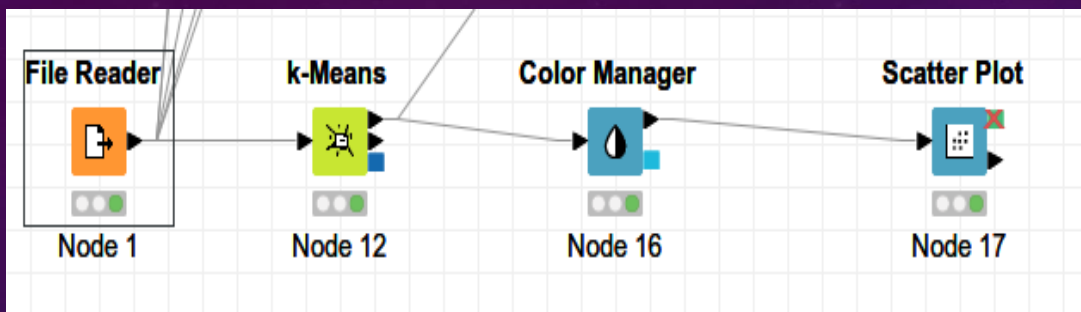 File Reader
k-Means
Color Manager
Scatter Plot
Node 1
Node 12
Node 16
Node 17